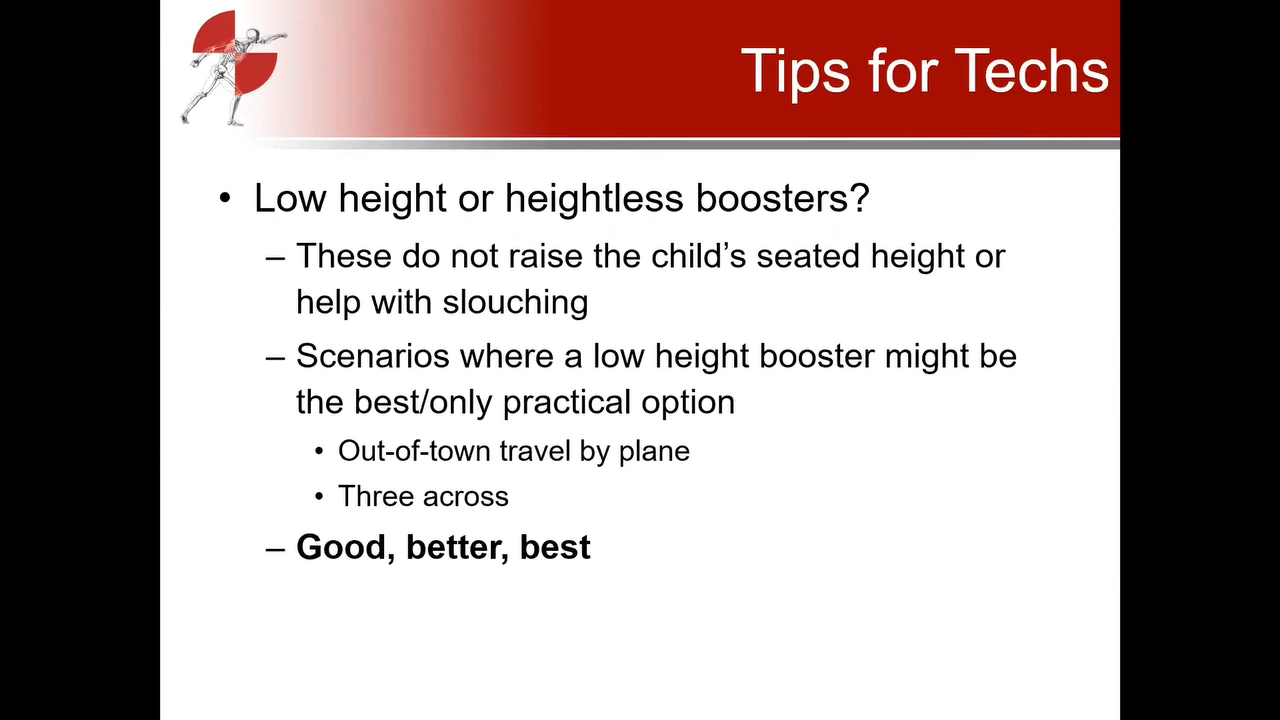 Tips for Techs
• Low height or heightless boosters?
– These do not raise the child’s seated height or
help with slouching
– Scenarios where a low height booster might be
the best/only practical option
• Out-of-town travel by plane
• Three across
– Good, better, best